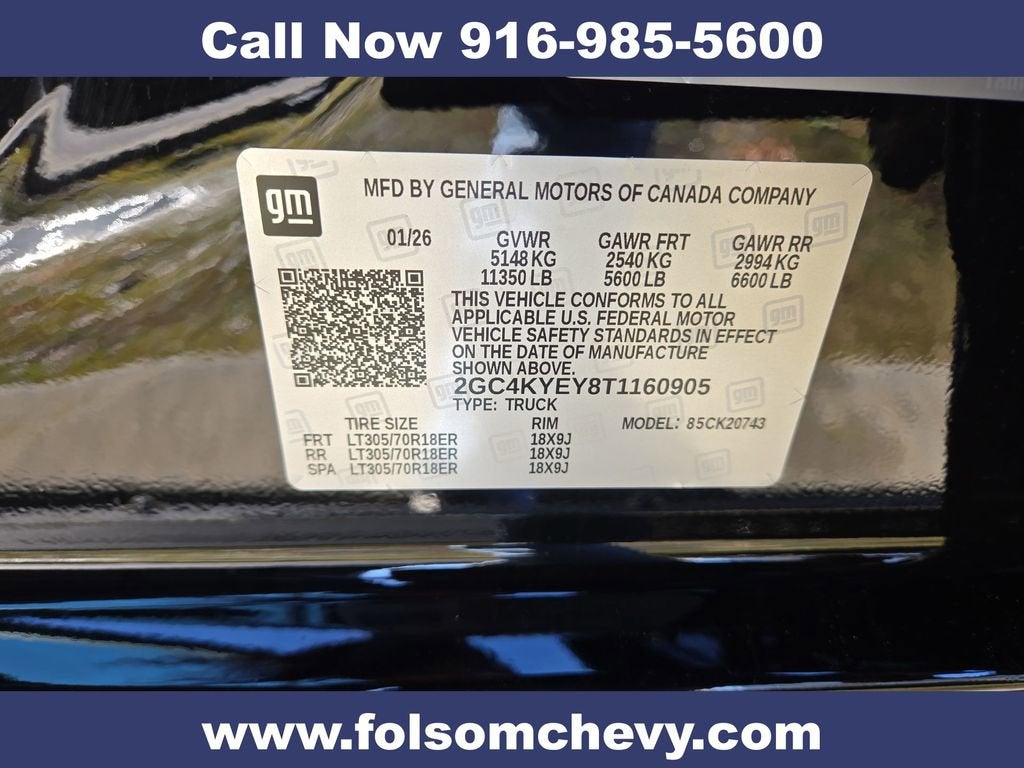 Call Now 916-985-5600
gm
MFD BY GENERAL MOTORS OF CANADA COMPANY
01/26 GVWR GAWR FRT GAWR RR
5148 KG 2540 KG 2994 KG
11350 LB 5600 LB 6600 LB
THIS VEHICLE CONFORMS TO ALL
APPLICABLE U.S. FEDERAL MOTOR
VEHICLE SAFETY STANDARDS IN EFFECT
ON THE DATE OF MANUFACTURE
SHOWN ABOVE.
2GC4KYEY8T1160905
TYPE: TRUCK
TIRE SIZE RIM MODEL: 85CK20743
FRT LT305/70R18ER 18X9J
RR LT305/70R18ER 18X9J
SPA LT305/70R18ER 18X9J
www.folsomchevy.com